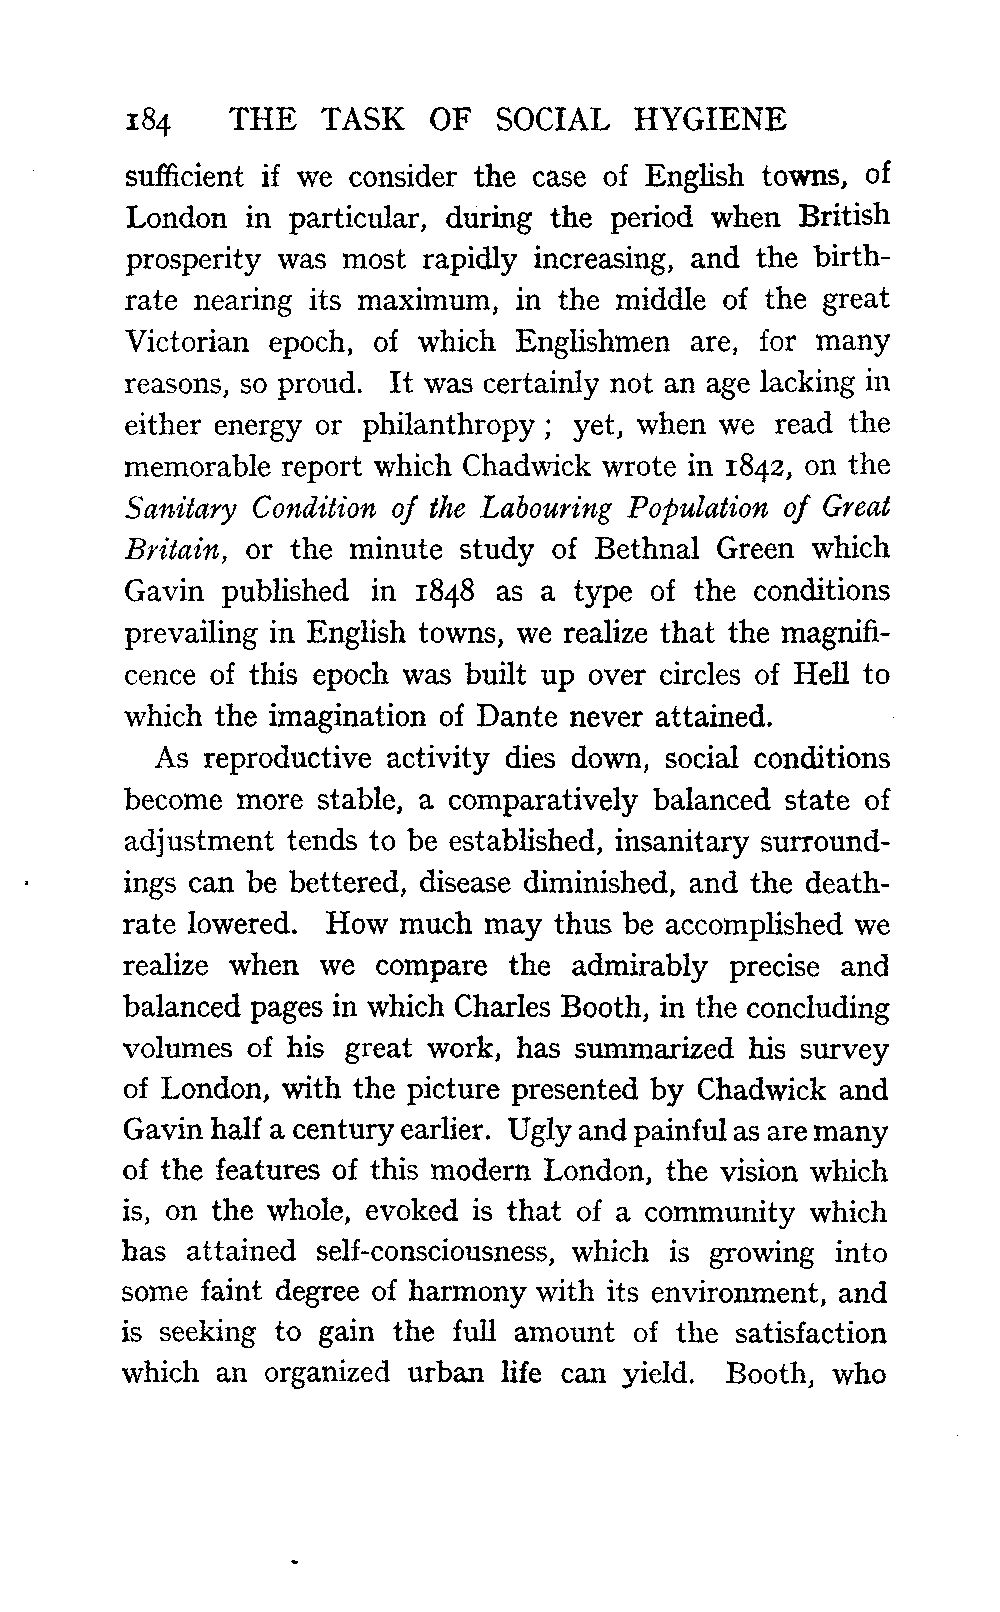 184 THE TASK OF SOCIAL HYGIENE
sufficient if we consider the case of English towns, of
London in particular, during the period when British
prosperity was most rapidly increasing, and the birth-
rate nearing its maximum, in the middle of the great
Victorian epoch, of which Englishmen are, for many
reasons, so proud. It was certainly not an age lacking in
either energy or philanthropy ; yet, when we read the
memorable report which Chadwick wrote in 1842, on the
Sanitary Condition of the Labouring Population of Great
Britain, or the minute study of Bethnal Green which
Gavin published in 1848 as a type of the conditions
prevailing in English towns, we realize that the magnifi-
cence of this epoch was built up over circles of Hell to
which the imagination of Dante never attained.
As reproductive activity dies down, social conditions
become more stable, a comparatively balanced state of
adjustment tends to be established, insanitary surround-
ings can be bettered, disease diminished, and the death-
rate lowered. How much may thus be accomplished we
realize when we compare the admirably precise and
balanced pages in which Charles Booth, in the concluding
volumes of his great work, has summarized his survey
of London, with the picture presented by Chadwick and
Gavin half a century earlier. Ugly and painful as are many
of the features of this modern London, the vision which
is, on the whole, evoked is that of a community which
has attained self-consciousness, which is growing into
some faint degree of harmony with its environment, and
is seeking to gain the full amount of the satisfaction
which an organized urban life can yield. Booth, who